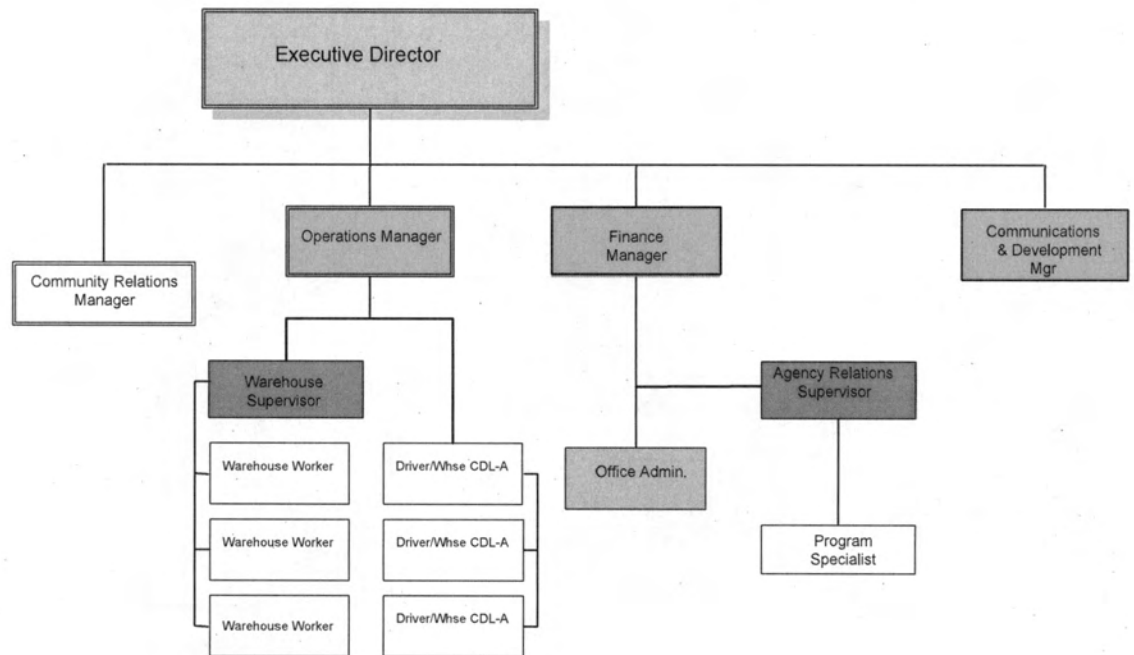 Executive Director
Operations Manager
Finance
Manager
Communications
& Development
Mgr
Community Relations
Manager
Warehouse
Supervisor
Agency Relations
Supervisor
Warehouse Worker
Driver/Whse CDL-A
Office Admin.
Warehouse Worker
Driver/Whse CDL-A
Program
Specialist
Warehouse Worker
Driver/Whse CDL-A